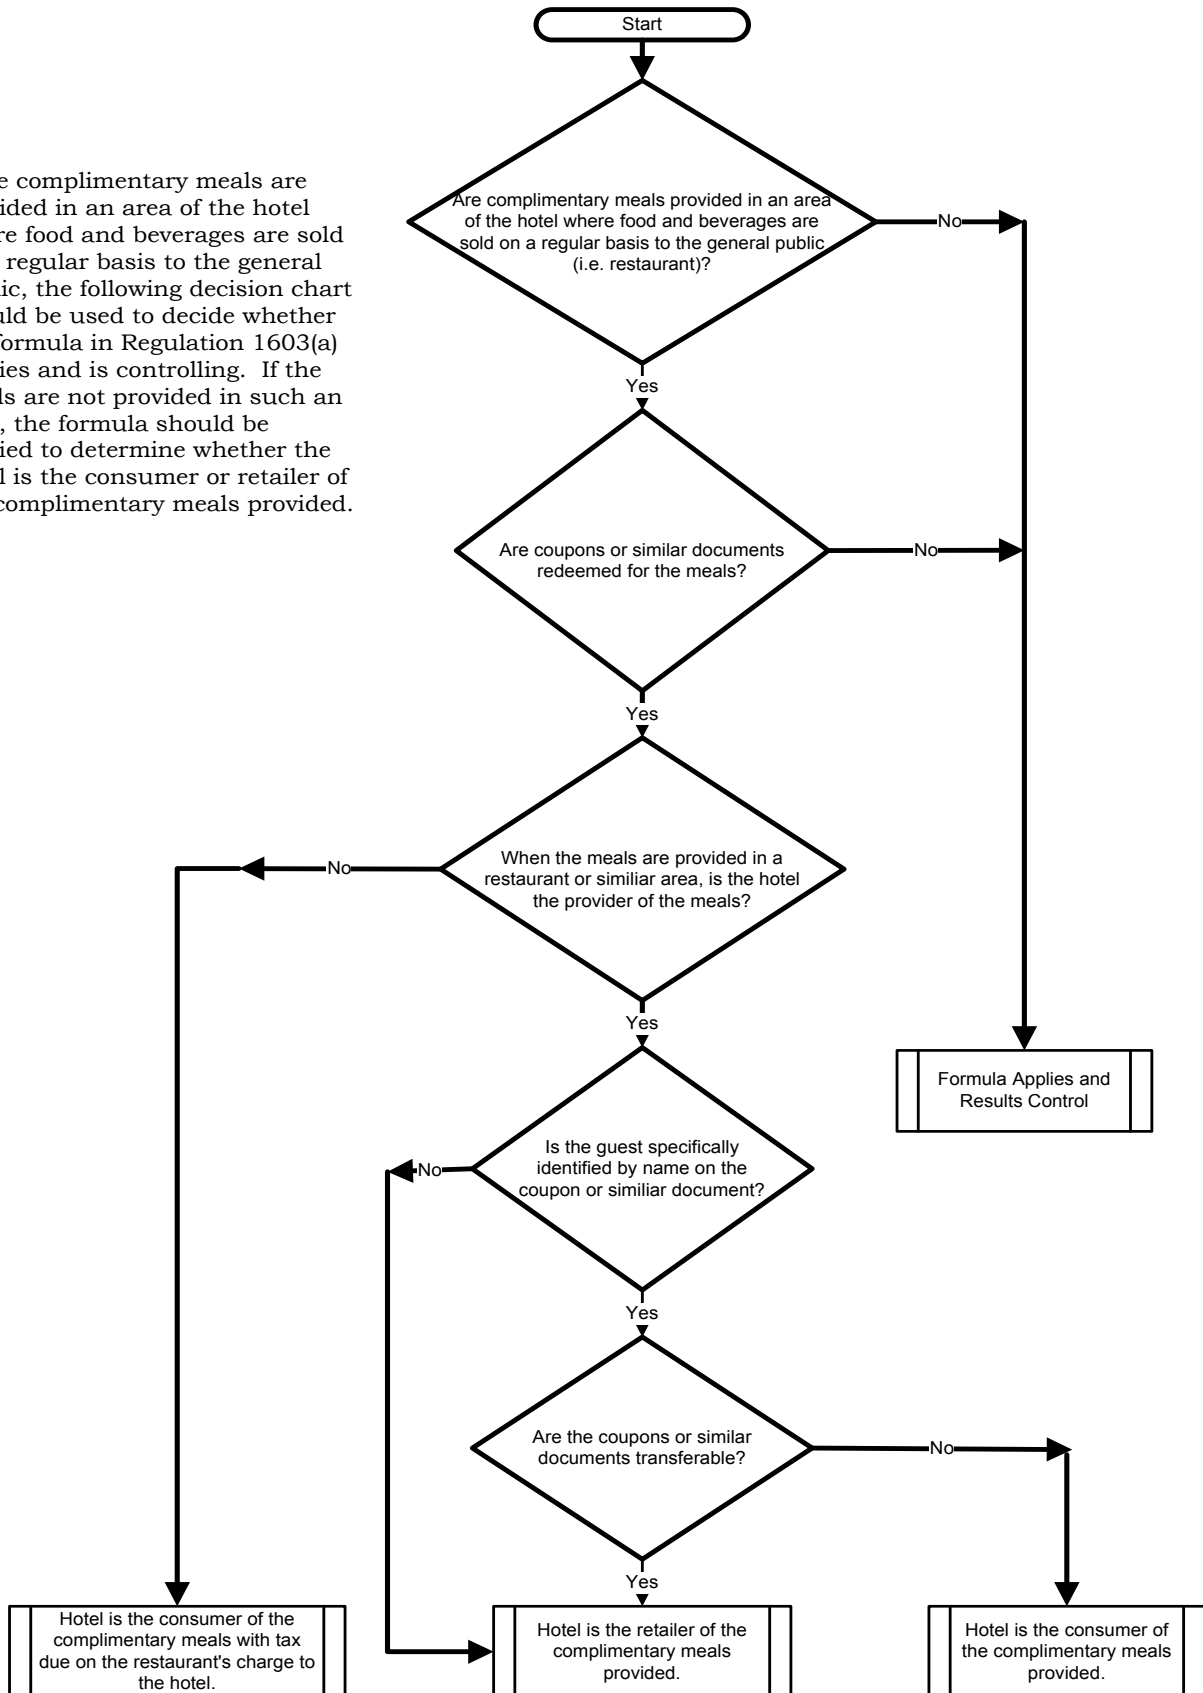 Start
complimentary meals are
in an area of the hotel
food and beverages are sold
regular basis to the general
the following decision chart
be used to decide whether
formula in Regulation 1603(a)
and is controlling.  If the
are not provided in such an
the formula should be
to determine whether the
is the consumer or retailer of
complimentary meals provided.
Are complimentary meals provided in an area
of the hotel where food and beverages are
sold on a regular basis to the general public
(i.e. restaurant)?
No
Yes
Are coupons or similar documents
redeemed for the meals?
No
Yes
When the meals are provided in a
restaurant or similiar area, is the hotel
the provider of the meals?
No
Yes
Formula Applies and
Results Control
Is the guest specifically
identified by name on the
coupon or similiar document?
No
Yes
Are the coupons or similar
documents transferable?
No
Yes
Hotel is the consumer of the
complimentary meals with tax
due on the restaurant's charge to
the hotel.
Hotel is the retailer of the
complimentary meals
provided.
Hotel is the consumer of
the complimentary meals
provided.